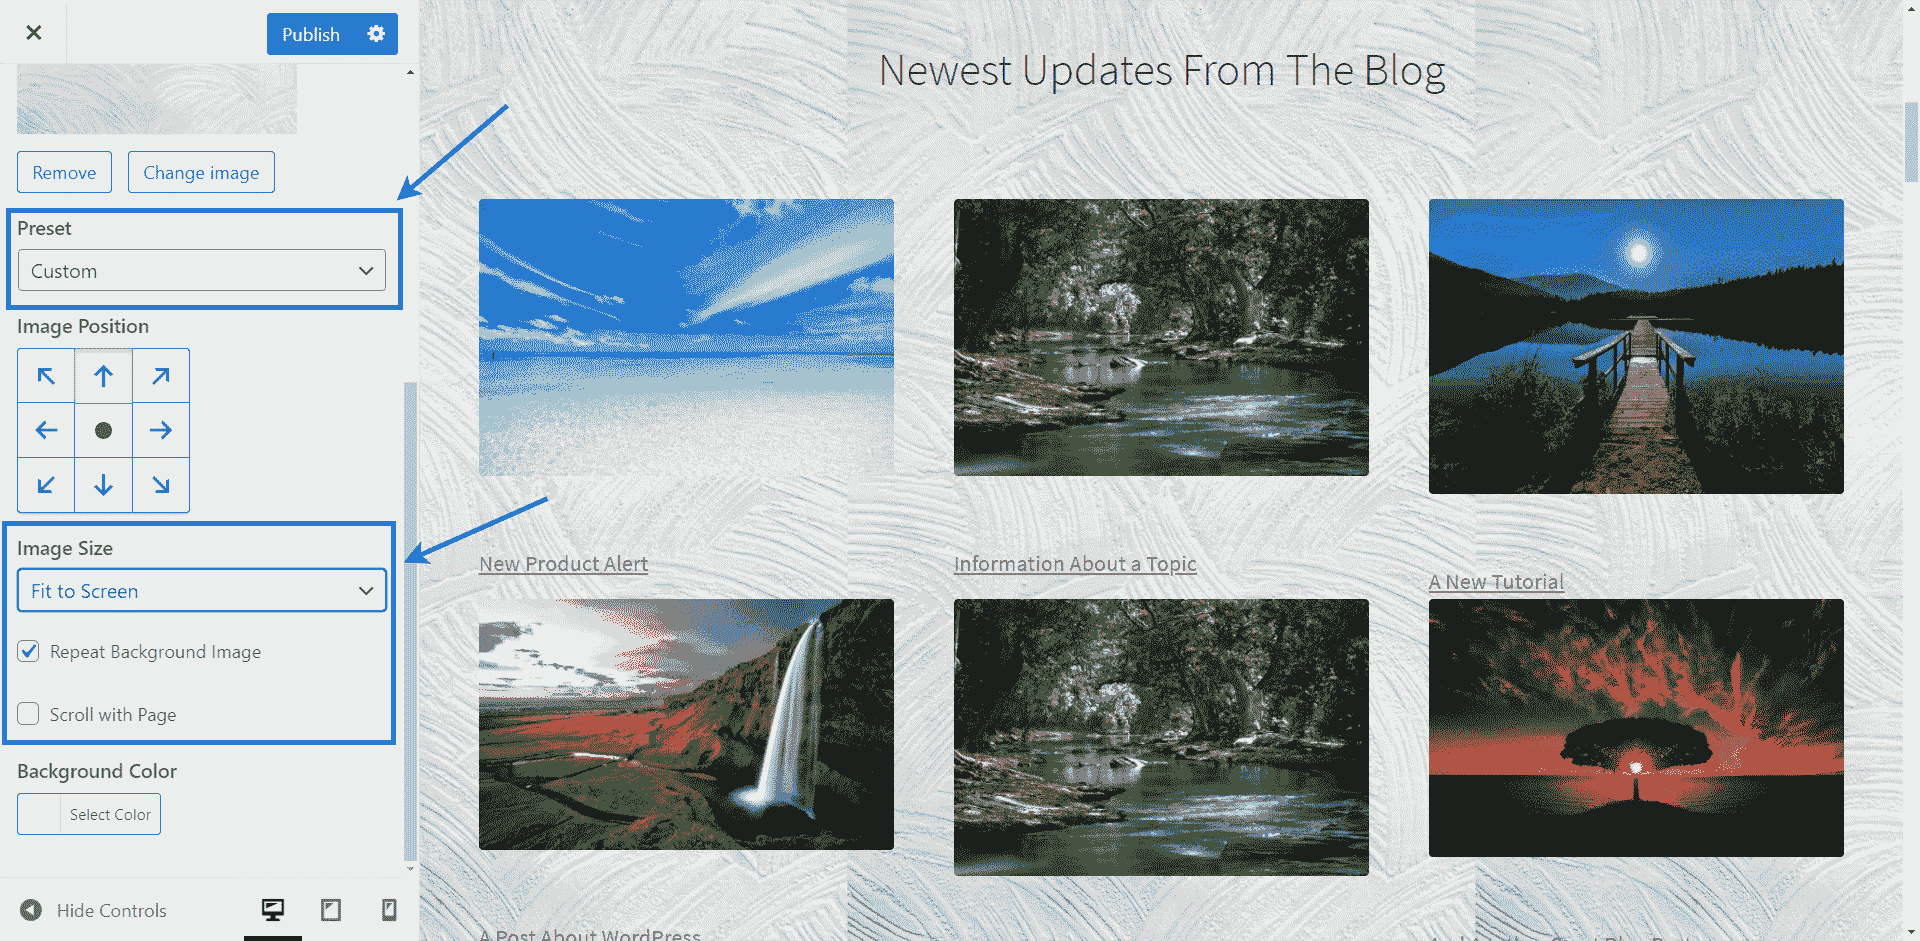 Publish
Remove
Change image
Preset
Custom
Image Position
Image Size
Fit to Screen
Repeat Background Image
Scroll with Page
Background Color
Select Color
Hide Controls
Newest Updates From The Blog
New Product Alert
Information About a Topic
A New Tutorial
A Post About WordPress